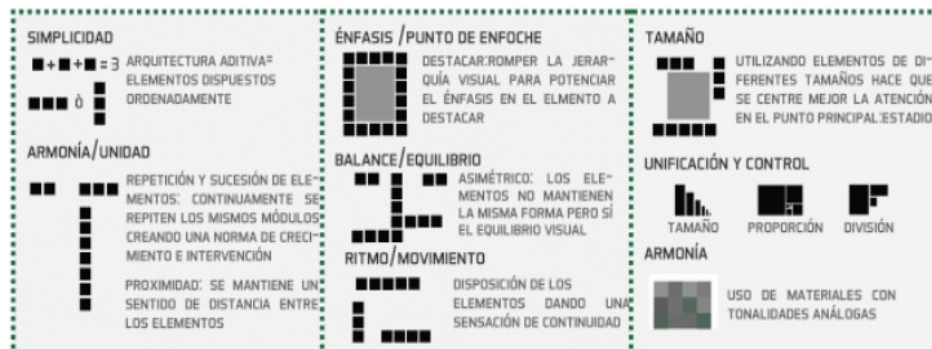 SIMPLICIDAD
■+■+■=3
ARQUITECTURA ADITIVA=
ELEMENTOS DISPUESTOS
ORDENADAMENTE
ò
ARMONÍA/UNIDAD
REPETICIÓN Y SUCESIÓN DE ELE-
MENTOS: CONTINUAMENTE SE
REPITEN LOS MISMOS MÓDULOS
CREANDO UNA NORMA DE CRECI-
MIENTO E INTERVENCIÓN
PROXIMIDAD: SE MANTIENE UN
SENTIDO DE DISTANCIA ENTRE
LOS ELEMENTOS
ÉNFASIS /PUNTO DE ENFOCHE
DESTACAR:ROMPER LA JERAR-
QUÍA VISUAL PARA POTENCIAR
EL ÉNFASIS EN EL ELMENTO A
DESTACAR
BALANCE/EQUILIBRIO
ASIMÉTRICO: LOS ELE-
MENTOS NO MANTIENEN
LA MISMA FORMA PERO SÍ
EL EQUILIBRIO VISUAL
RITMO/MOVIMIENTO
DISPOSICIÓN DE LOS
ELEMENTOS DANDO UNA
SENSACIÓN DE CONTINUIDAD
TAMAÑO
UTILIZANDO ELEMENTOS DE DI-
FERENTES TAMAÑOS HACE QUE
SE CENTRE MEJOR LA ATENCIÓN
EN EL PUNTO PRINCIPAL:ESTADIO
UNIFICACIÓN Y CONTROL
TAMAÑO PROPORCIÓN DIVISIÓN
ARMONÍA
USO DE MATERIALES CON
TONALIDADES ANÁLOGAS